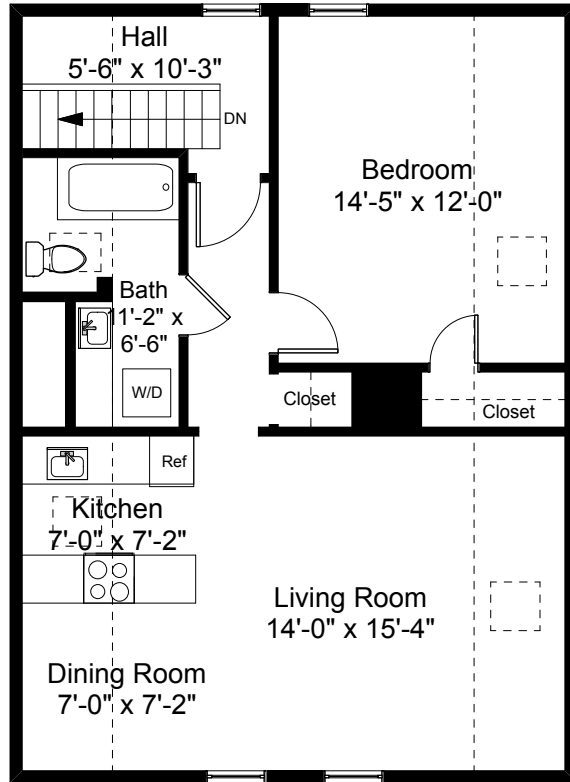 Hall
5'-6" x 10'-3"
DN
Bedroom
14'-5" x 12'-0"
Bath
11'-2" x
6'-6"
W/D
Closet
Closet
Ref
Kitchen
7'-0" x 7'-2"
Living Room
14'-0" x 15'-4"
Dining Room
7'-0" x 7'-2"